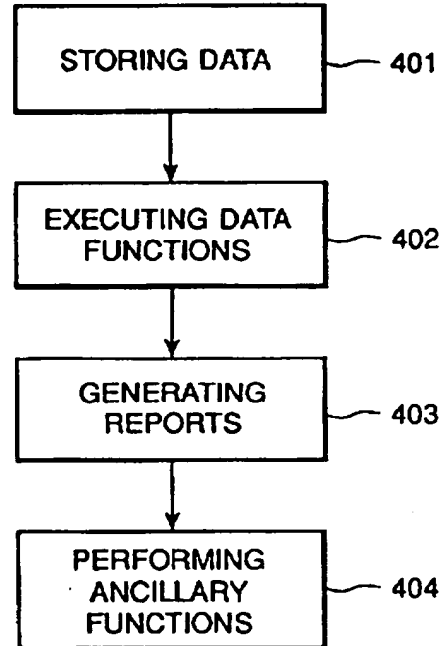 STORING DATA
401
EXECUTING DATA
FUNCTIONS
402
GENERATING
REPORTS
403
PERFORMING
ANCILLARY
FUNCTIONS
404